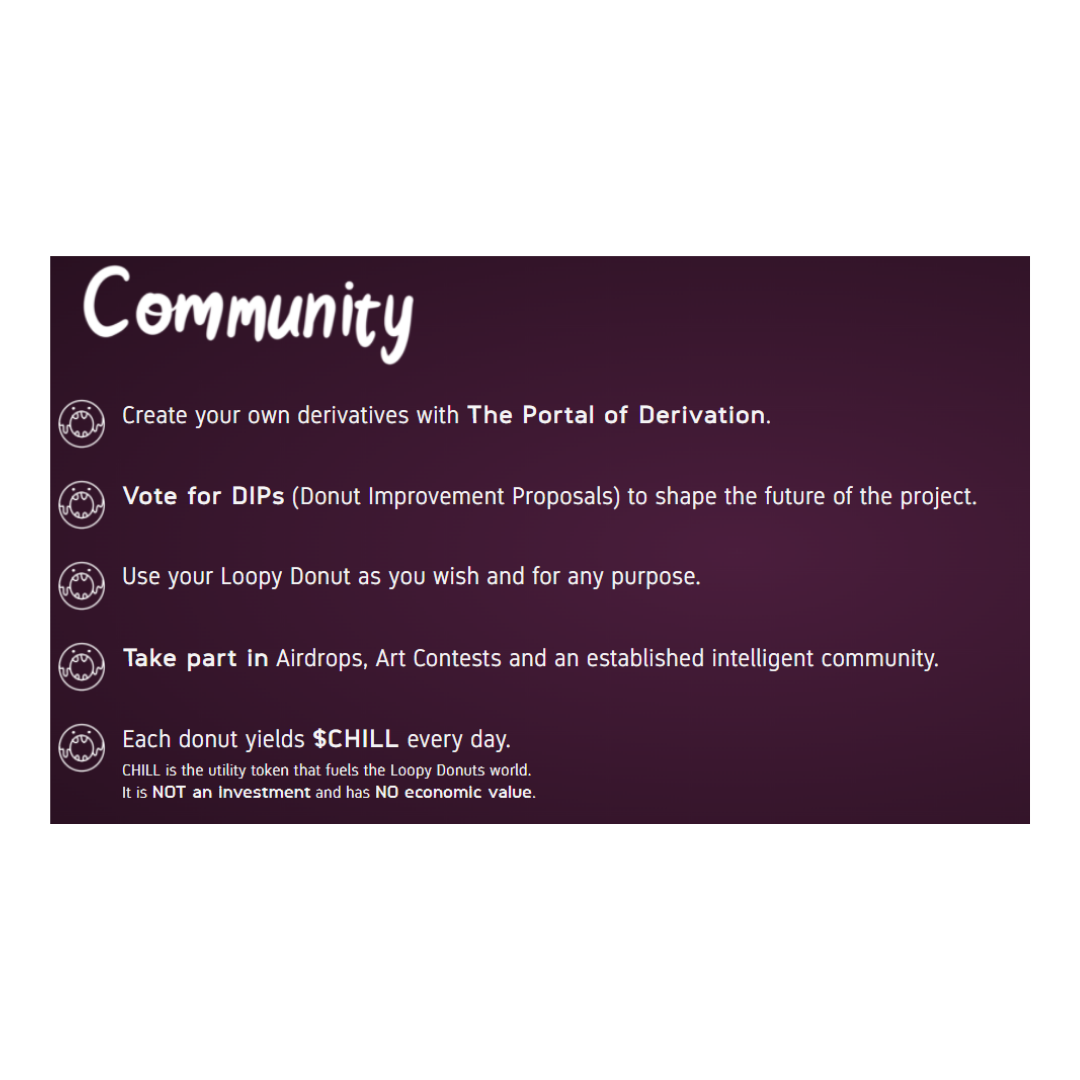 Community
Create your own derivatives with The Portal of Derivation.
Vote for DIPs (Donut Improvement Proposals) to shape the future of the project.
Use your Loopy Donut as you wish and for any purpose.
Take part in Airdrops, Art Contests and an established intelligent community.
Each donut yields $CHILL every day.
CHILL is the utility token that fuels the Loopy Donuts world.
It is NOT an investment and has NO economic value.